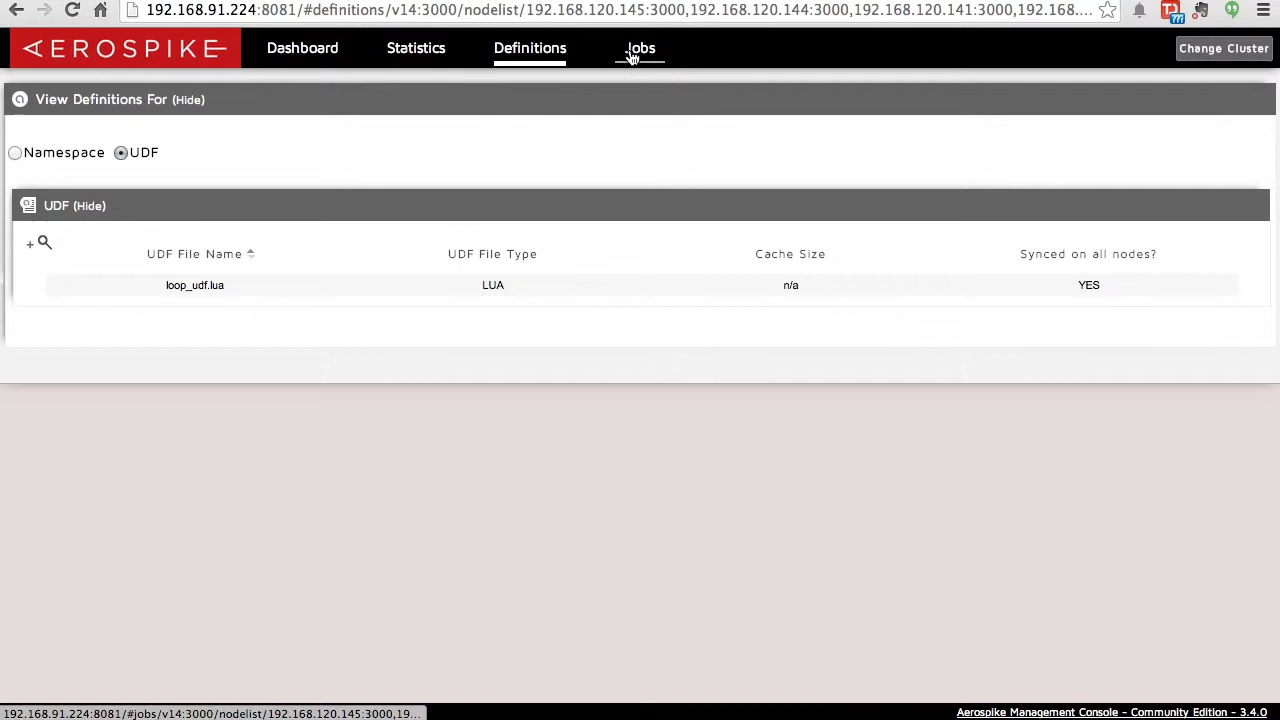 192.168.91.224:8081/#definitions/v14:3000/nodelist/192.168.120.145:3000,192.168.120.144:3000,192.168.120.141:3000,192.168....
AEROSPIKE Dashboard Statistics Definitions Jobs Change Cluster
View Definitions For (Hide)
Namespace UDF
UDF (Hide)
+
UDF File Name UDF File Type Cache Size Synced on all nodes?
loop_udf.lua LUA n/a YES
192.168.91.224:8081/#jobs/v14:3000/nodelist/192.168.120.145:3000,19...
Aerospike Management Console - Community Edition - 3.4.0